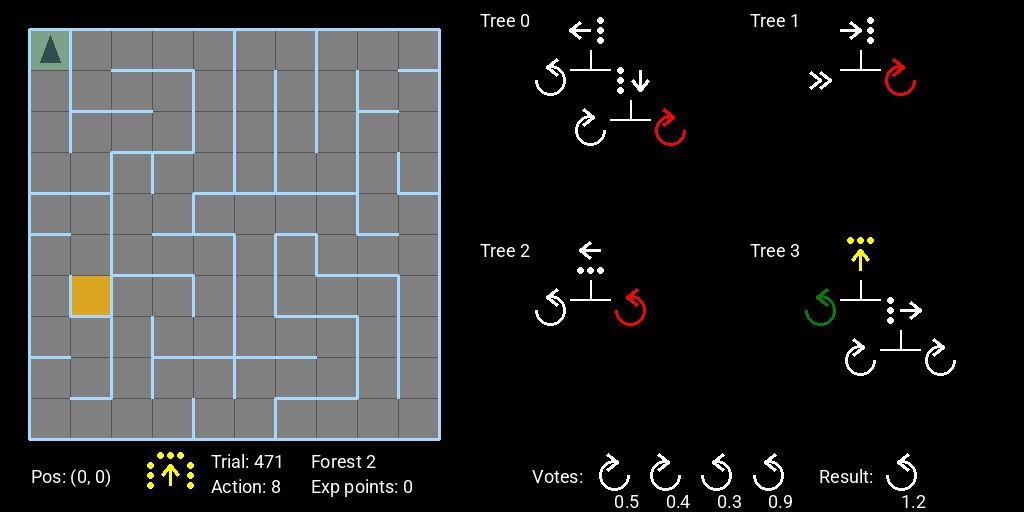 Tree 0
Tree 1
Tree 2
Tree 3
Pos: (0, 0)
Trial: 471
Forest 2
Action: 8
Exp points: 0
Votes:
0.5
0.4
0.3
0.9
Result:
1.2